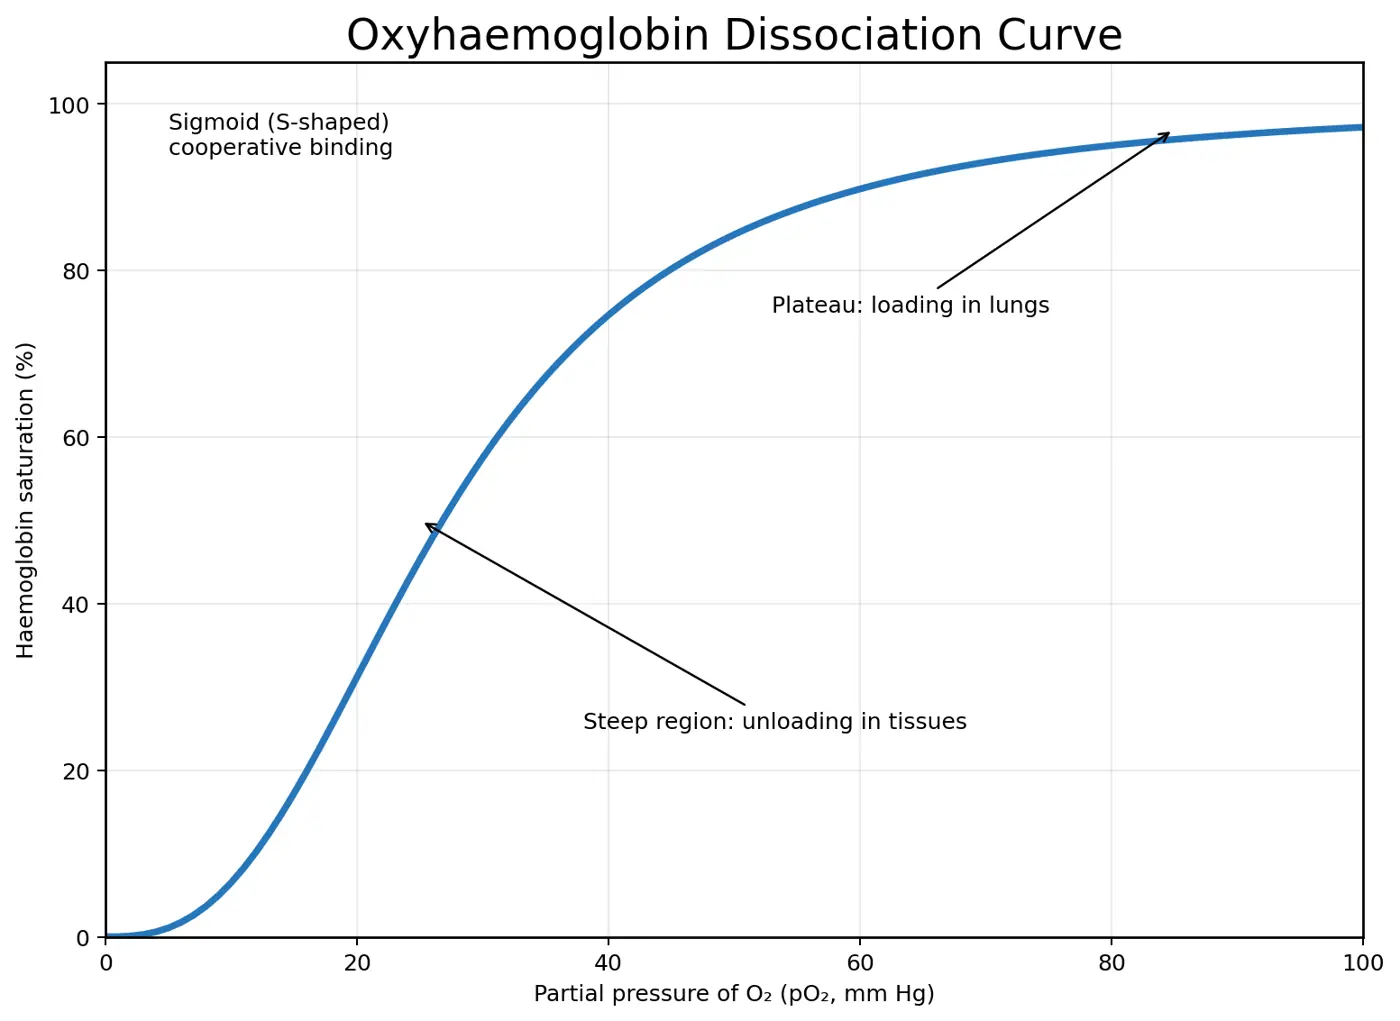 Oxyhaemoglobin Dissociation Curve
Sigmoid (S-shaped)
cooperative binding
Plateau: loading in lungs
Steep region: unloading in tissues
Haemoglobin saturation (%)
100
80
60
40
20
0
0 20 40 60 80 100
Partial pressure of O₂ (pO₂, mm Hg)